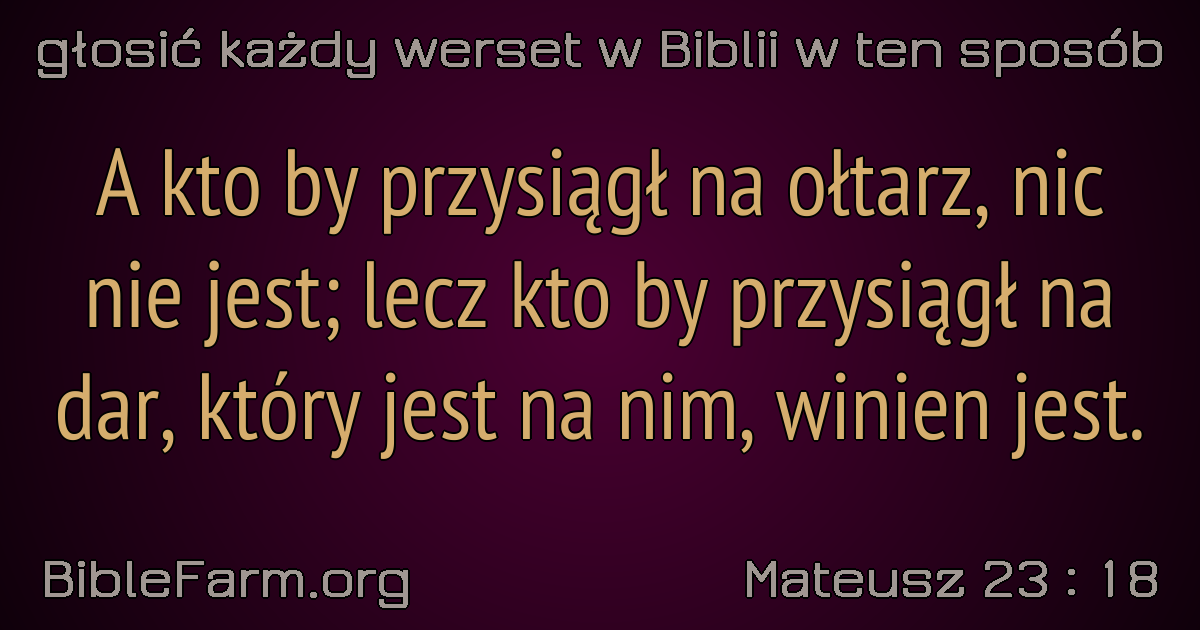 głosić każdy werset w Biblii w ten sposób
A kto by przysiągł na ołtarz, nic
nie jest; lecz kto by przysiągł na
dar, który jest na nim, winien jest.
BibleFarm.org
Mateusz 23 : 18